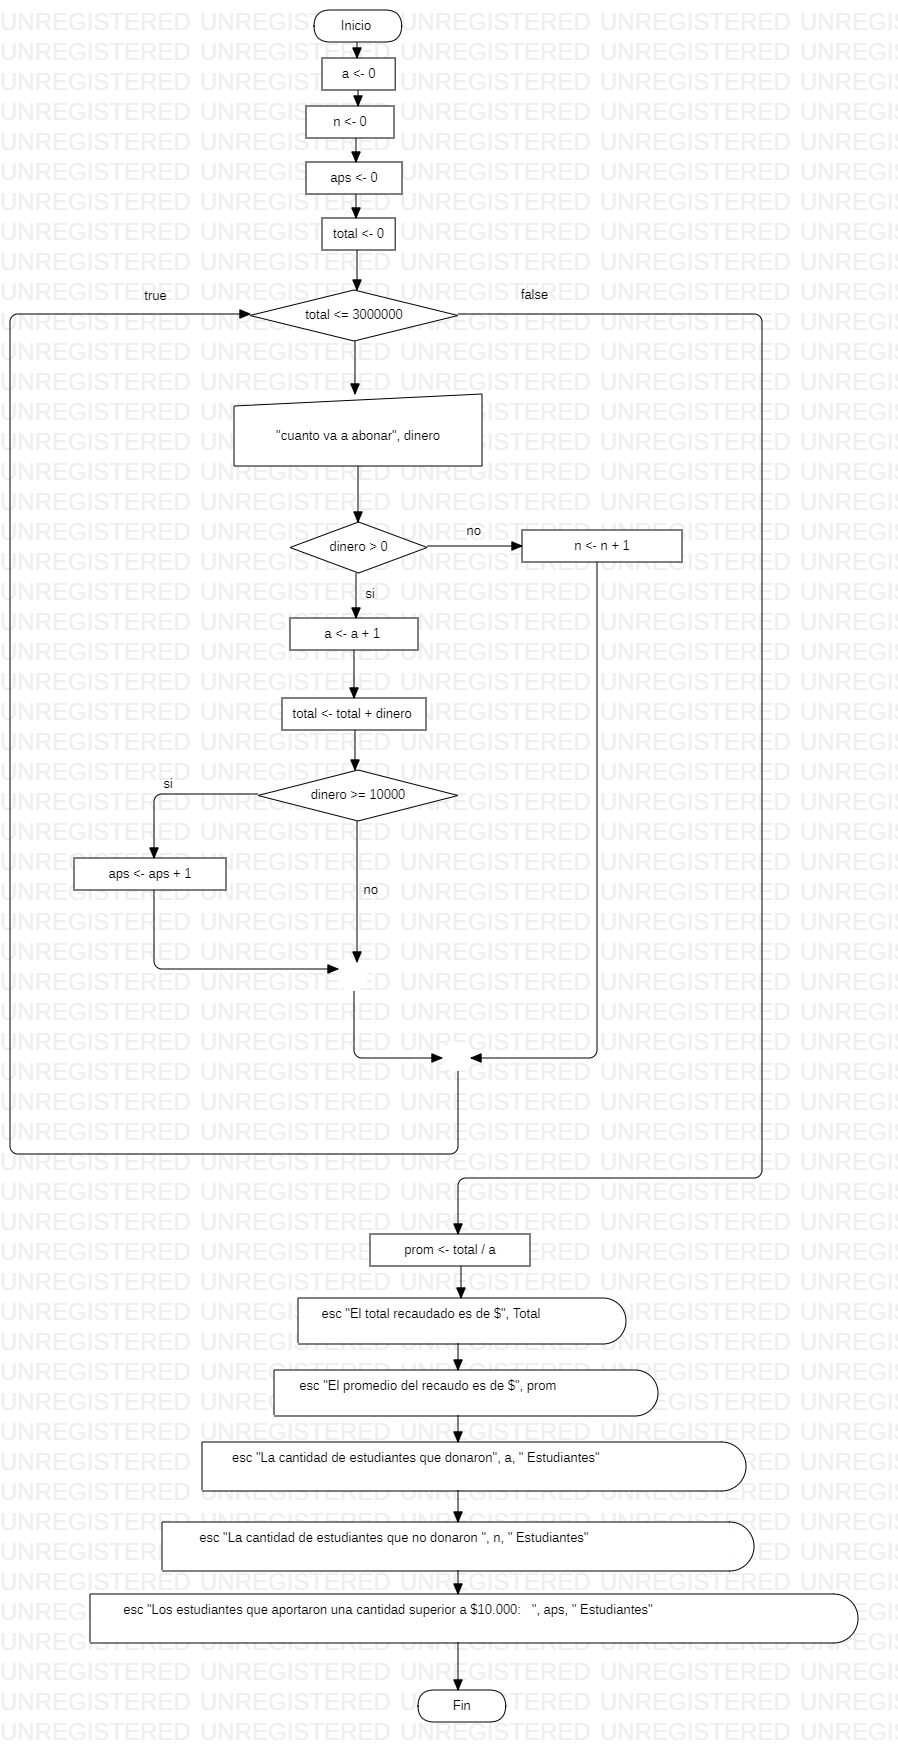 Inicio
a <- 0
n <- 0
aps <- 0
total <- 0
true
false
total <= 3000000
"cuanto va a abonar", dinero
no
dinero > 0
n <- n + 1
si
a <- a + 1
total <- total + dinero
si
dinero >= 10000
aps <- aps + 1
no
prom <- total / a
esc "El total recaudado es de $", Total
esc "El promedio del recaudo es de $", prom
esc "La cantidad de estudiantes que donaron", a, " Estudiantes"
esc "La cantidad de estudiantes que no donaron ", n, " Estudiantes"
esc "Los estudiantes que aportaron una cantidad superior a $10.000:   ", aps, " Estudiantes"
Fin
UNREGISTERED